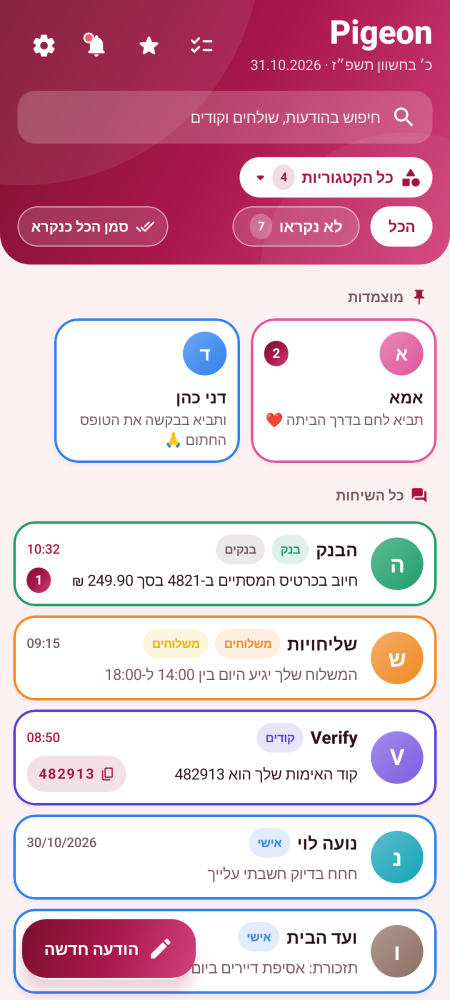 Pigeon
כ׳ בחשוון תשפ״ז · 31.10.2026
חיפוש בהודעות, שולחים וקודים
כל הקטגוריות 4
הכל
לא נקראו 7
סמן הכל כנקרא
מוצמדות
א
2
אמא
תביא לחם בדרך הביתה ❤️
ד
דני כהן
ותביא בבקשה את הטופס
החתום 🙏
כל השיחות
ה
הבנק בנק בנקים 10:32
חיוב בכרטיס המסתיים ב-4821 בסך 249.90 ₪ 1
ש
שליחויות משלוחים משלוחים 09:15
המשלוח שלך יגיע היום בין 14:00 ל-18:00
V
Verify קודים 08:50
קוד האימות שלך הוא 482913 482913
נ
נועה לוי אישי 30/10/2026
חחח בדיוק חשבתי עלייך
ו
ועד הבית אישי
תזכורת: אסיפת דיירים ביום
הודעה חדשה